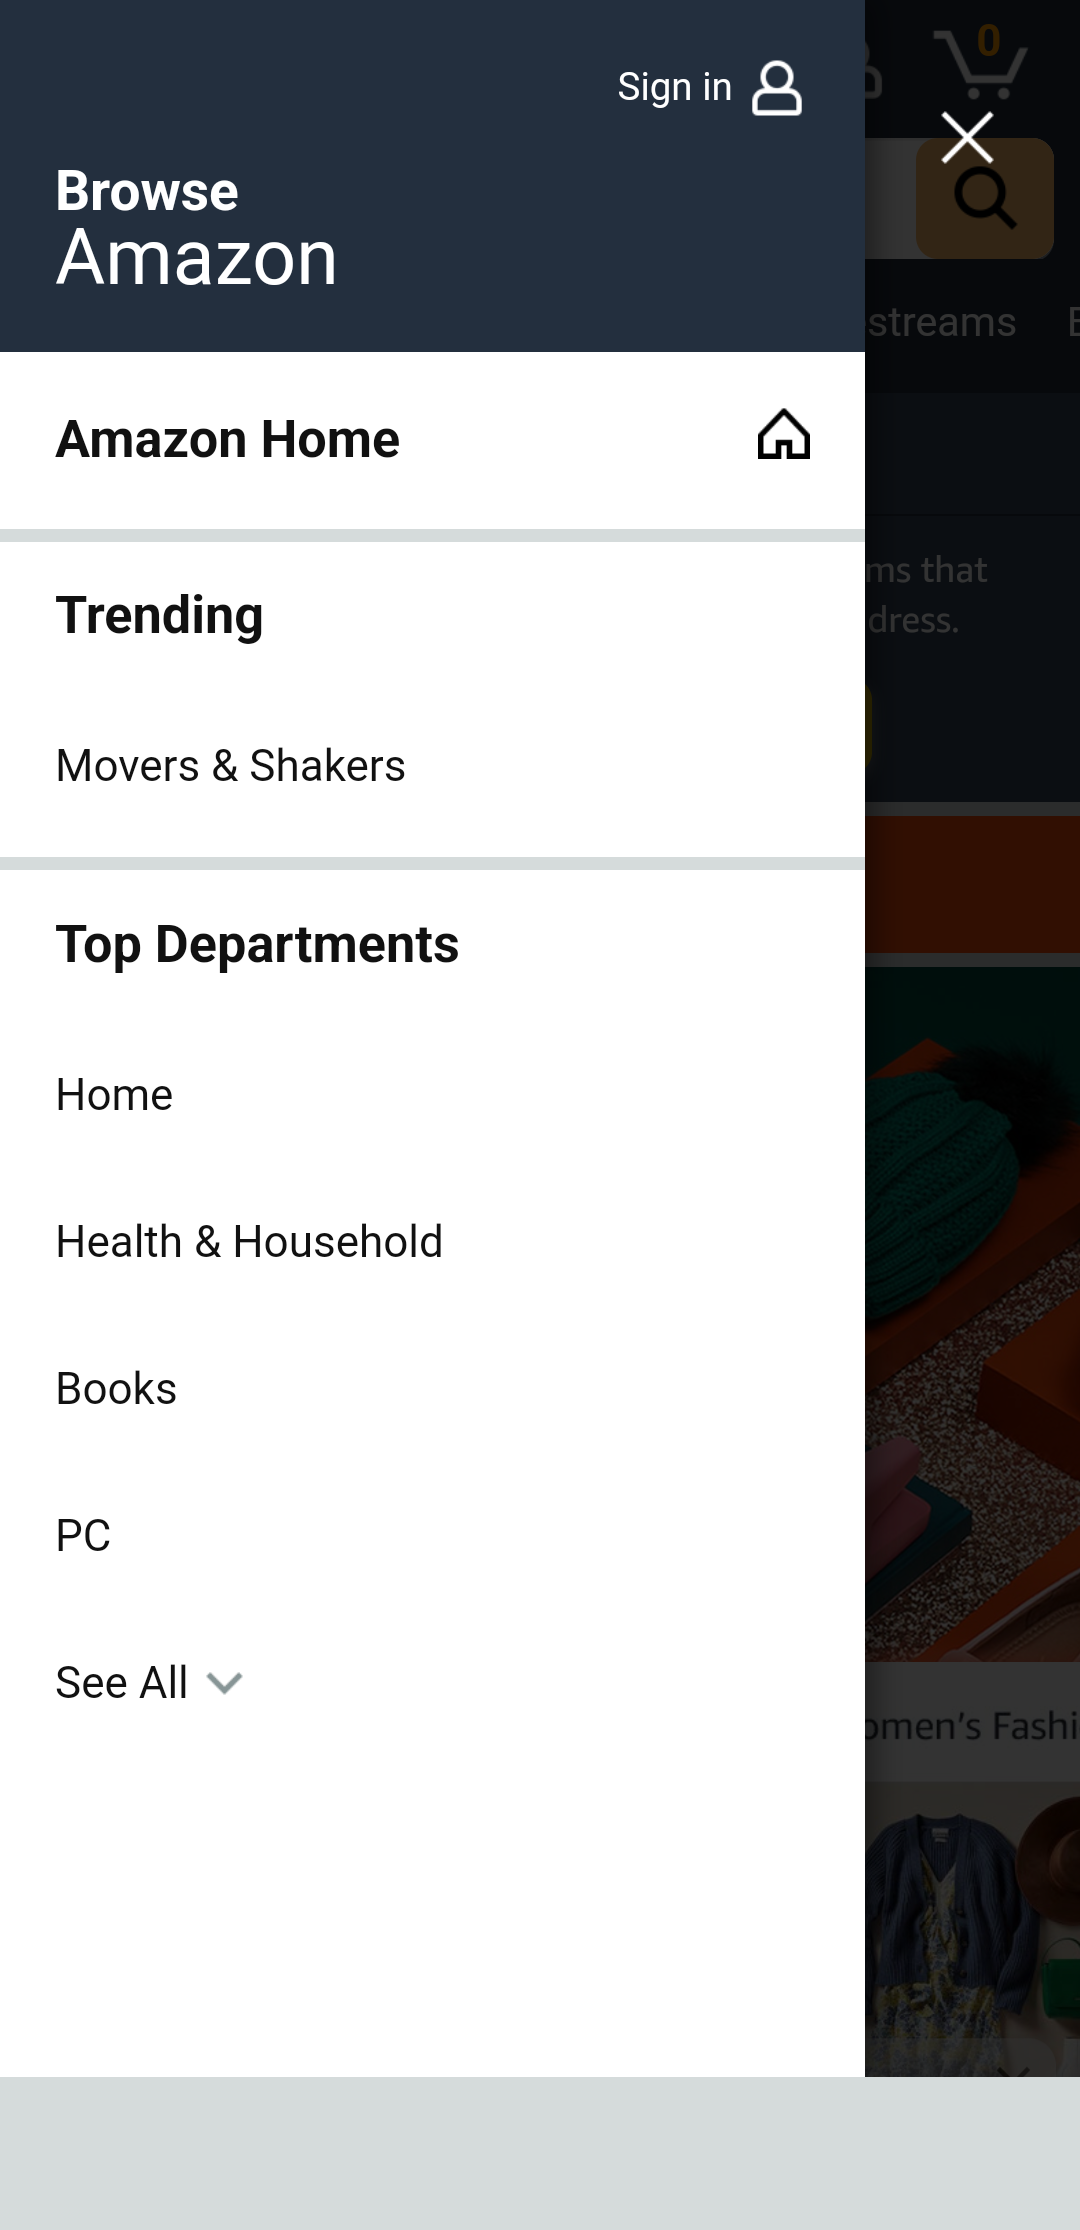 Sign in
0
Browse
Amazon
streams
Amazon Home
ms that
dress.
Trending
Movers & Shakers
Top Departments
Home
Health & Household
Books
PC
See All
omen's Fashi